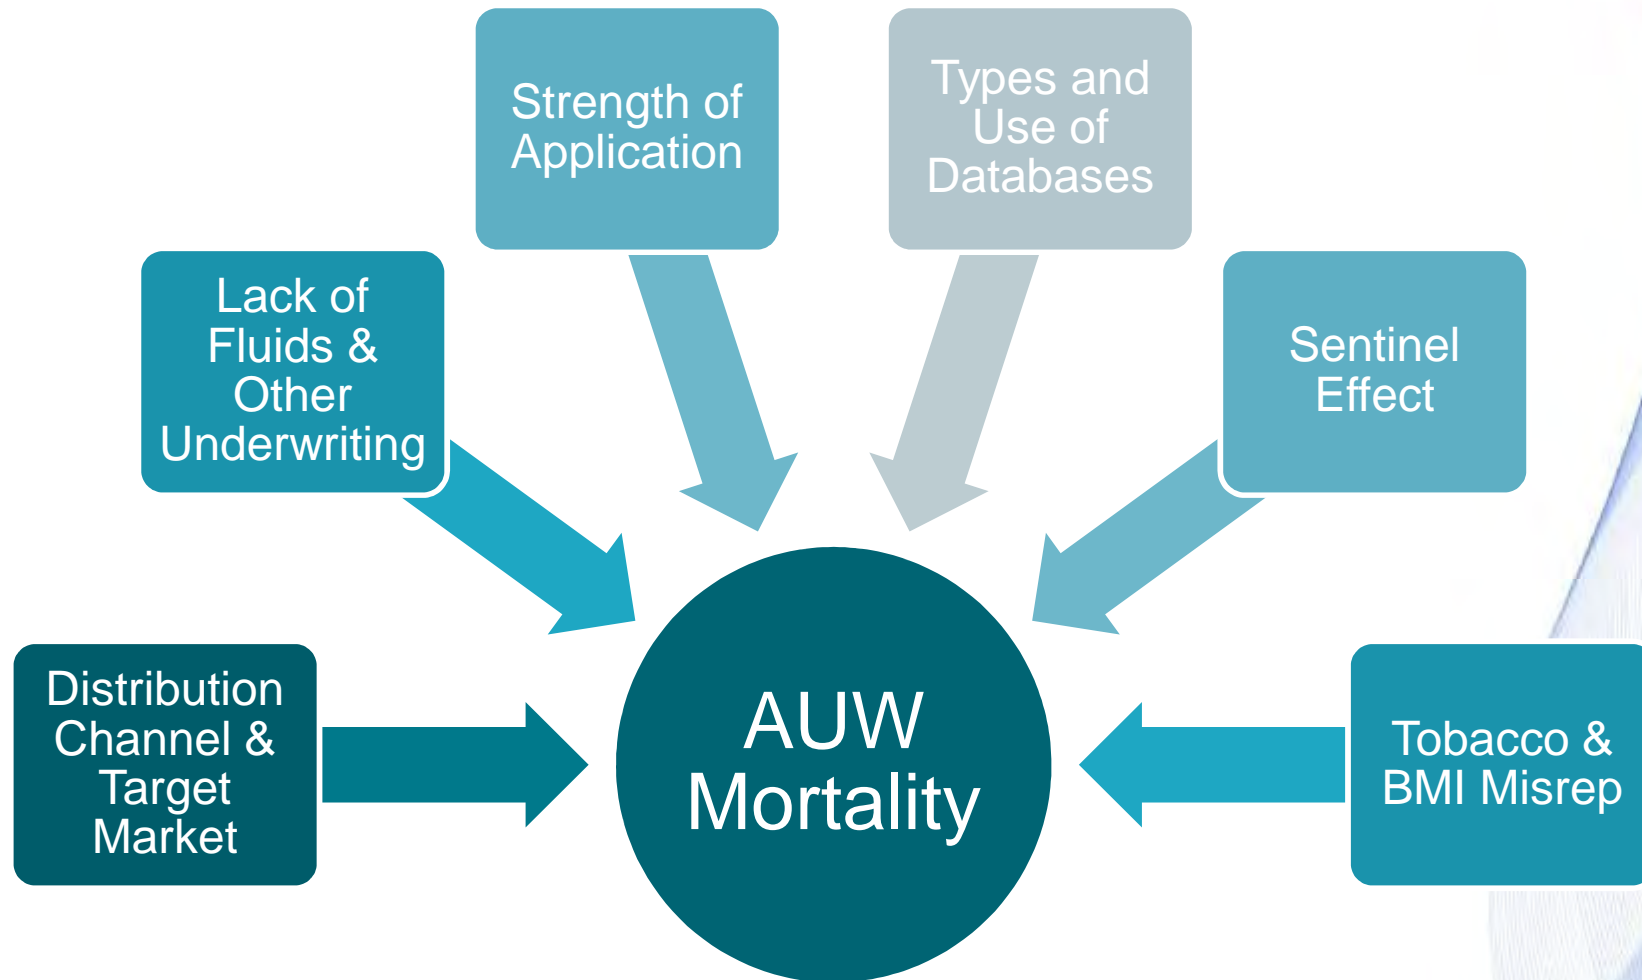 Strength of
Application
Types and
Use of
Databases
Lack of
Fluids &
Other
Underwriting
Sentinel
Effect
Distribution
Channel &
Target
Market
AUW
Mortality
Tobacco &
BMI Misrep